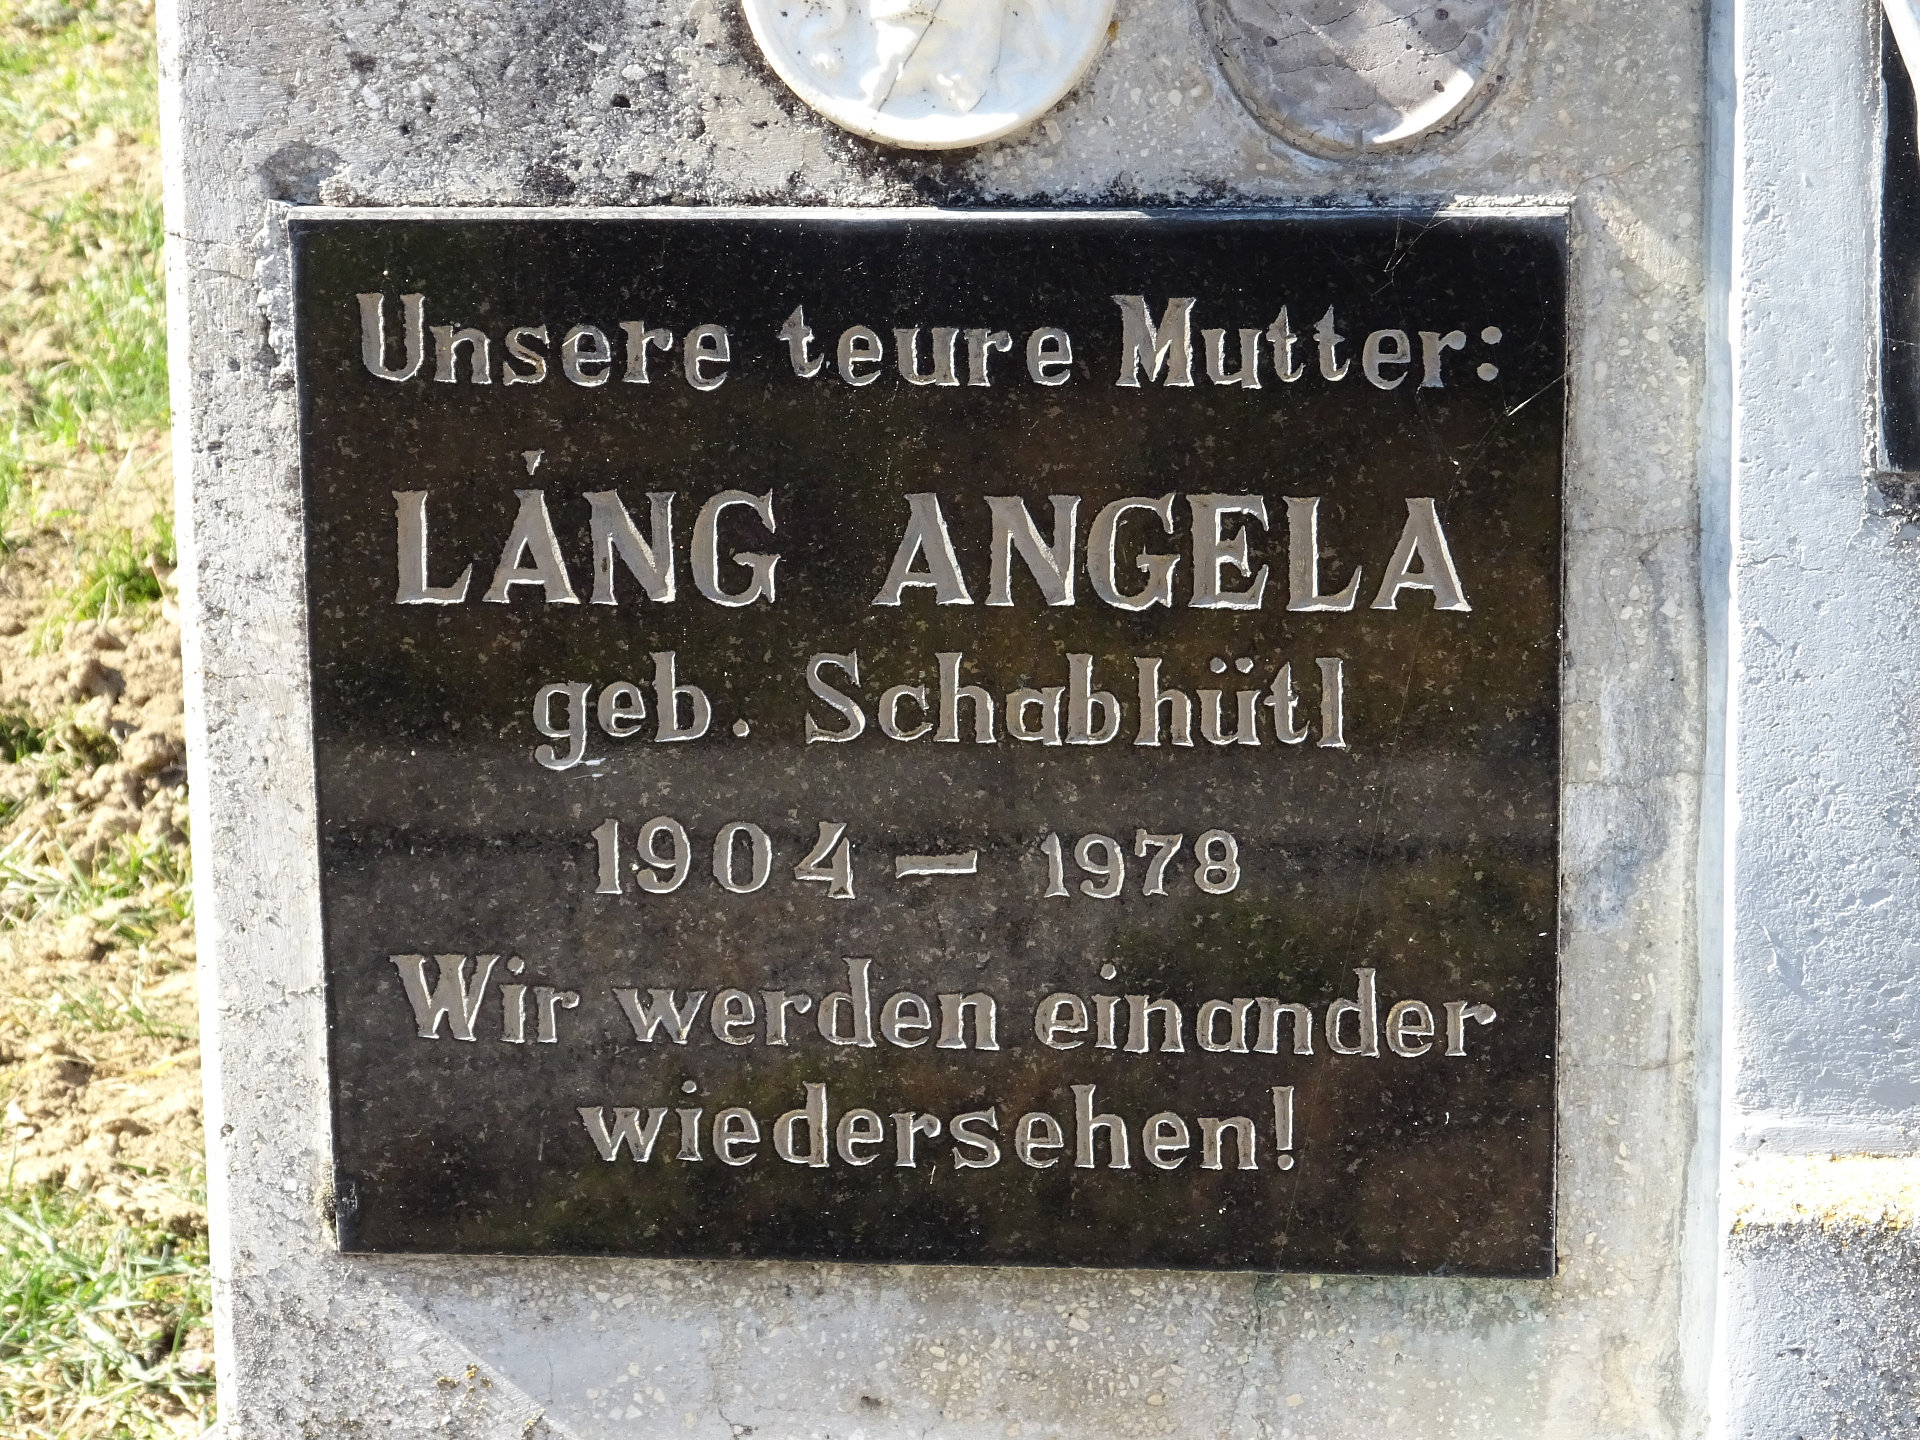 Unsere teure Mutter:
LÁNG ANGELA
geb. Schabhütl
1904 — 1978
Wir werden einander
wiedersehen!